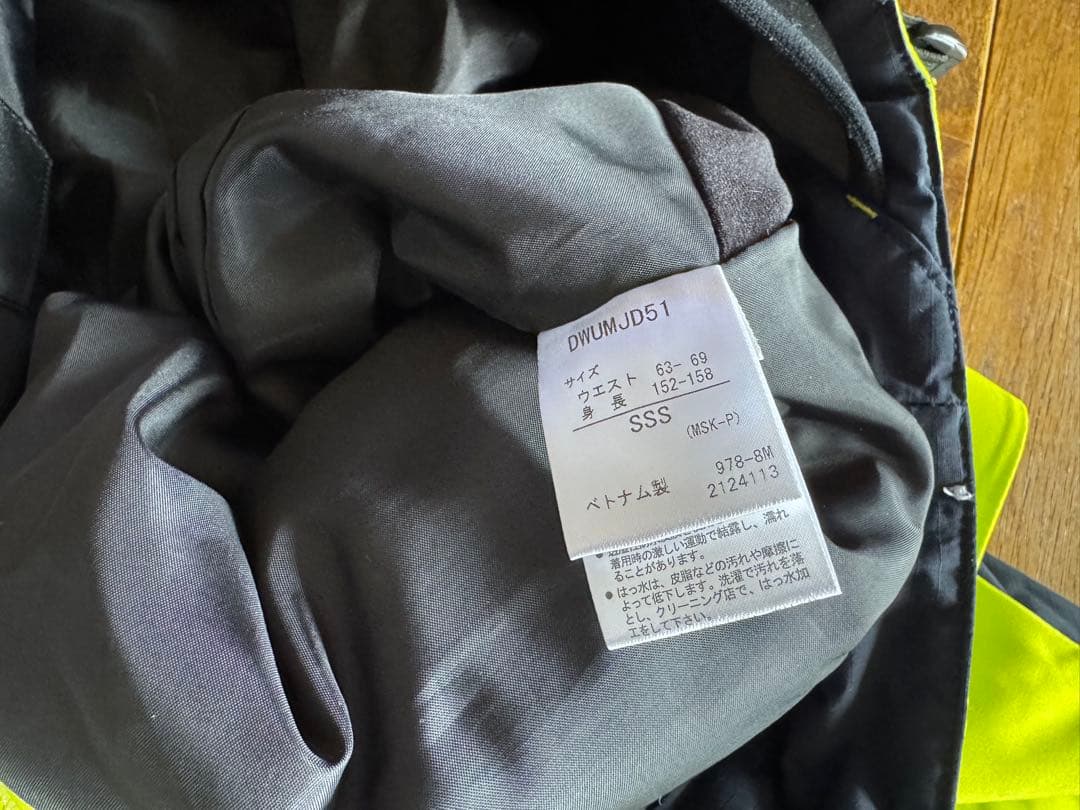 DWUMJD51
サイズ
ウエスト 63- 69
身 長 152-158
SSS
(MSK-P)
978-8M
ベトナム製 2124113
着用時の激しい運動で結露し、濡れ
ることがあります。
● はっ水は、皮脂などの汚れや摩擦に
よって低下します。洗濯で汚れを落
とし、クリーニング店で、はっ水加
工をして下さい。